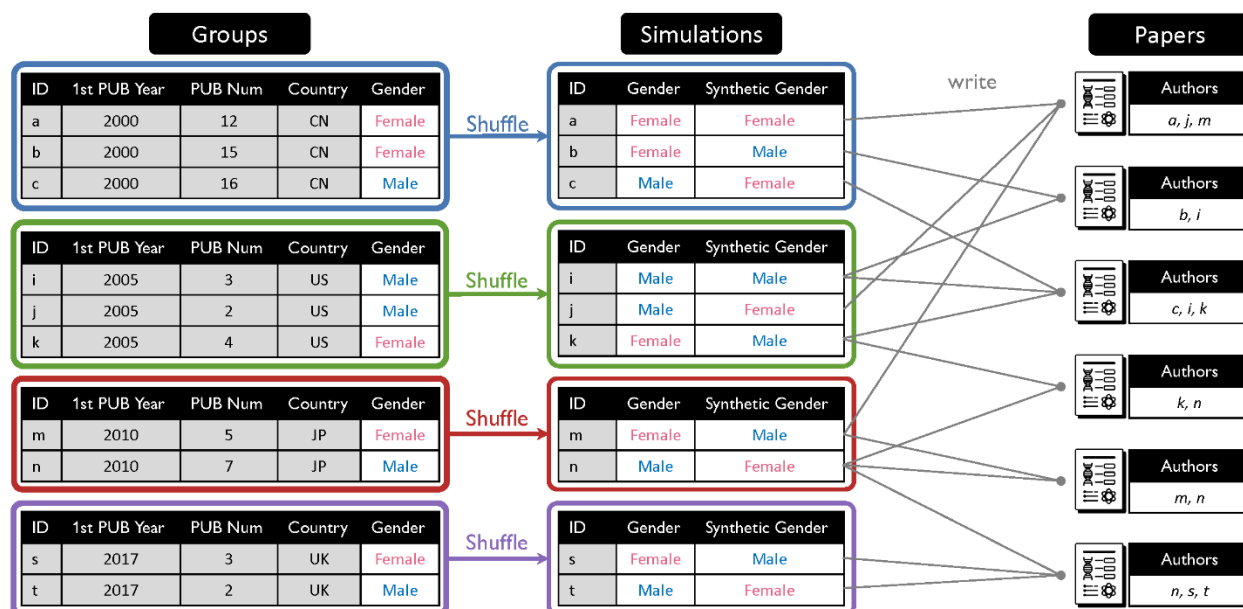 Groups
Simulations
Papers
ID 1st PUB Year PUB Num Country Gender
a 2000 12 CN Female
b 2000 15 CN Female
c 2000 16 CN Male
Shuffle
ID Gender Synthetic Gender
a Female Female
b Female Male
c Male Female
ID 1st PUB Year PUB Num Country Gender
i 2005 3 US Male
j 2005 2 US Male
k 2005 4 US Female
Shuffle
ID Gender Synthetic Gender
i Male Male
j Male Female
k Female Male
ID 1st PUB Year PUB Num Country Gender
m 2010 5 JP Female
n 2010 7 JP Male
Shuffle
ID Gender Synthetic Gender
m Female Male
n Male Female
ID 1st PUB Year PUB Num Country Gender
s 2017 3 UK Female
t 2017 2 UK Male
Shuffle
ID Gender Synthetic Gender
s Female Male
t Male Female
write
Authors
a, j, m
Authors
b, i
Authors
c, i, k
Authors
k, n
Authors
m, n
Authors
n, s, t